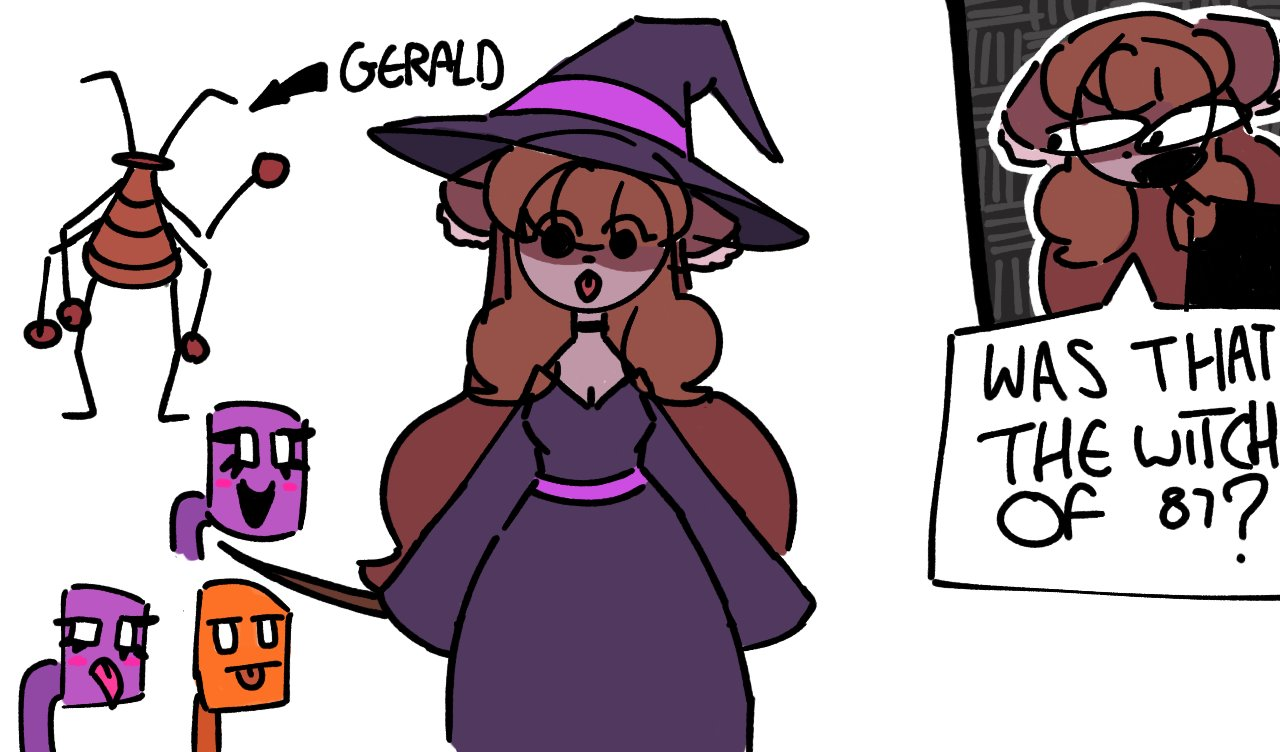 GERALD
WAS THAT
THE WITCH
OF 87?